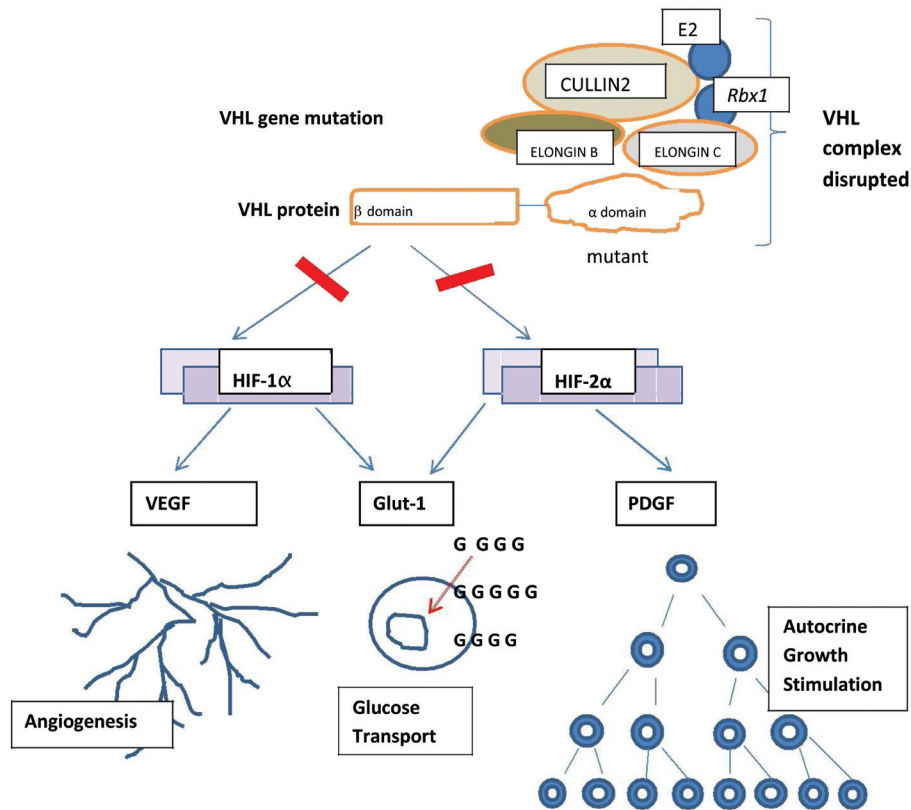 E2
CULLIN2
Rbx1
VHL gene mutation
ELONGIN B
ELONGIN C
VHL
complex
disrupted
VHL protein
β domain
α domain
mutant
HIF-1α
HIF-2α
VEGF
Glut-1
PDGF
G G G G
G G G G G
G G G G
Autocrine
Growth
Stimulation
Angiogenesis
Glucose
Transport